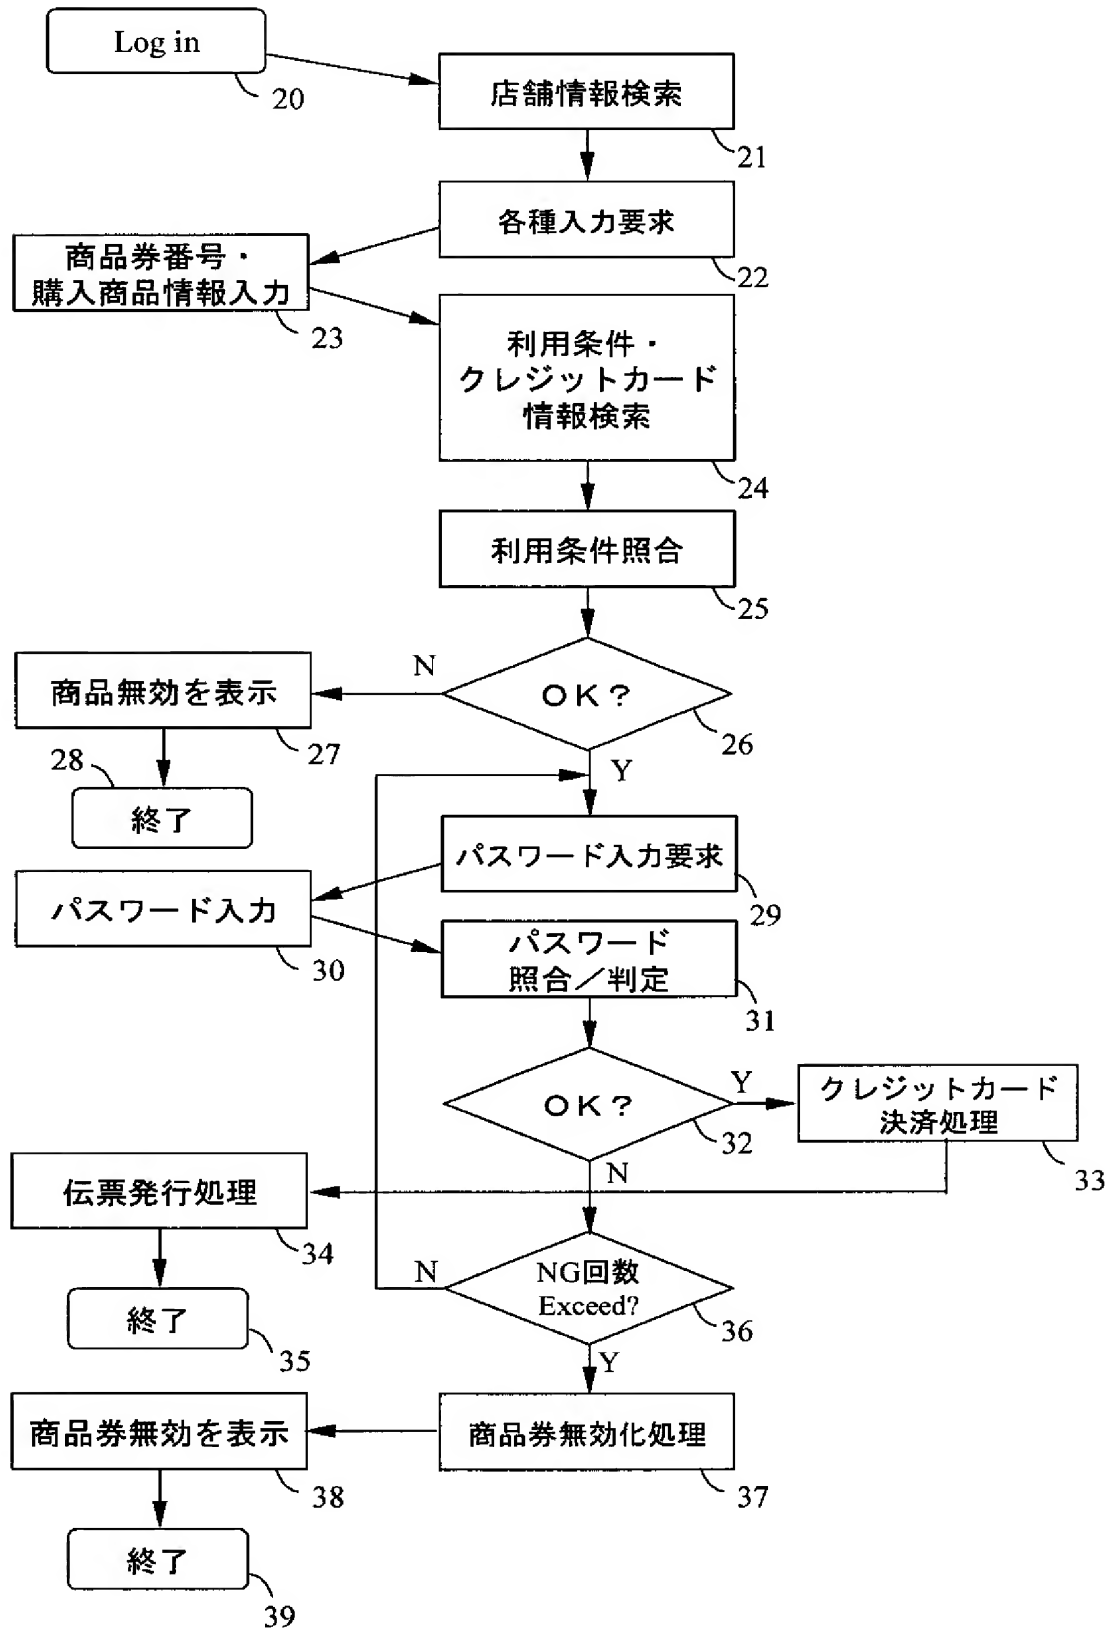 Log in
20
店舗情報検索
21
各種入力要求
22
商品券番号・
購入商品情報入力
23
利用条件・
クレジットカード
情報検索
24
利用条件照合
25
N
OK?
26
商品無効を表示
27
28
終了
Y
パスワード入力要求
29
パスワード入力
30
パスワード
照合/判定
31
OK?
32
Y
クレジットカード
決済処理
33
N
伝票発行処理
34
終了
35
N
NG回数
Exceed?
36
Y
商品券無効化処理
37
商品券無効を表示
38
終了
39